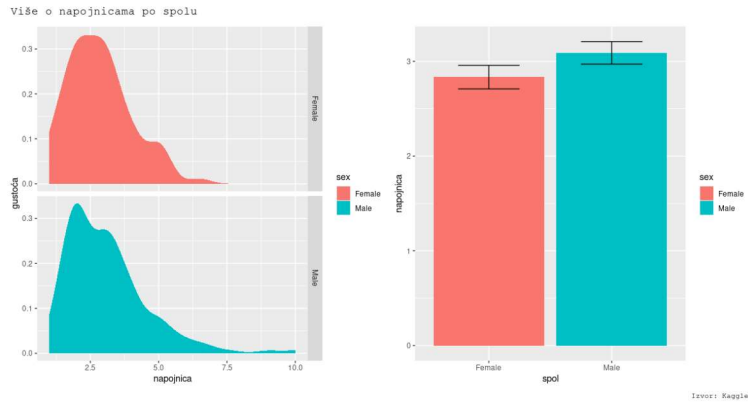 Više o napojnicama po spolu
0.3
0.2
0.1
0.0
Female
0.3
0.2
0.1
0.0
Male
gustoća
2.5 5.0 7.5 10.0
napojnica
sex
Female
Male
3
2
1
0
napojnica
Female Male
spol
sex
Female
Male
Izvor: Kaggle